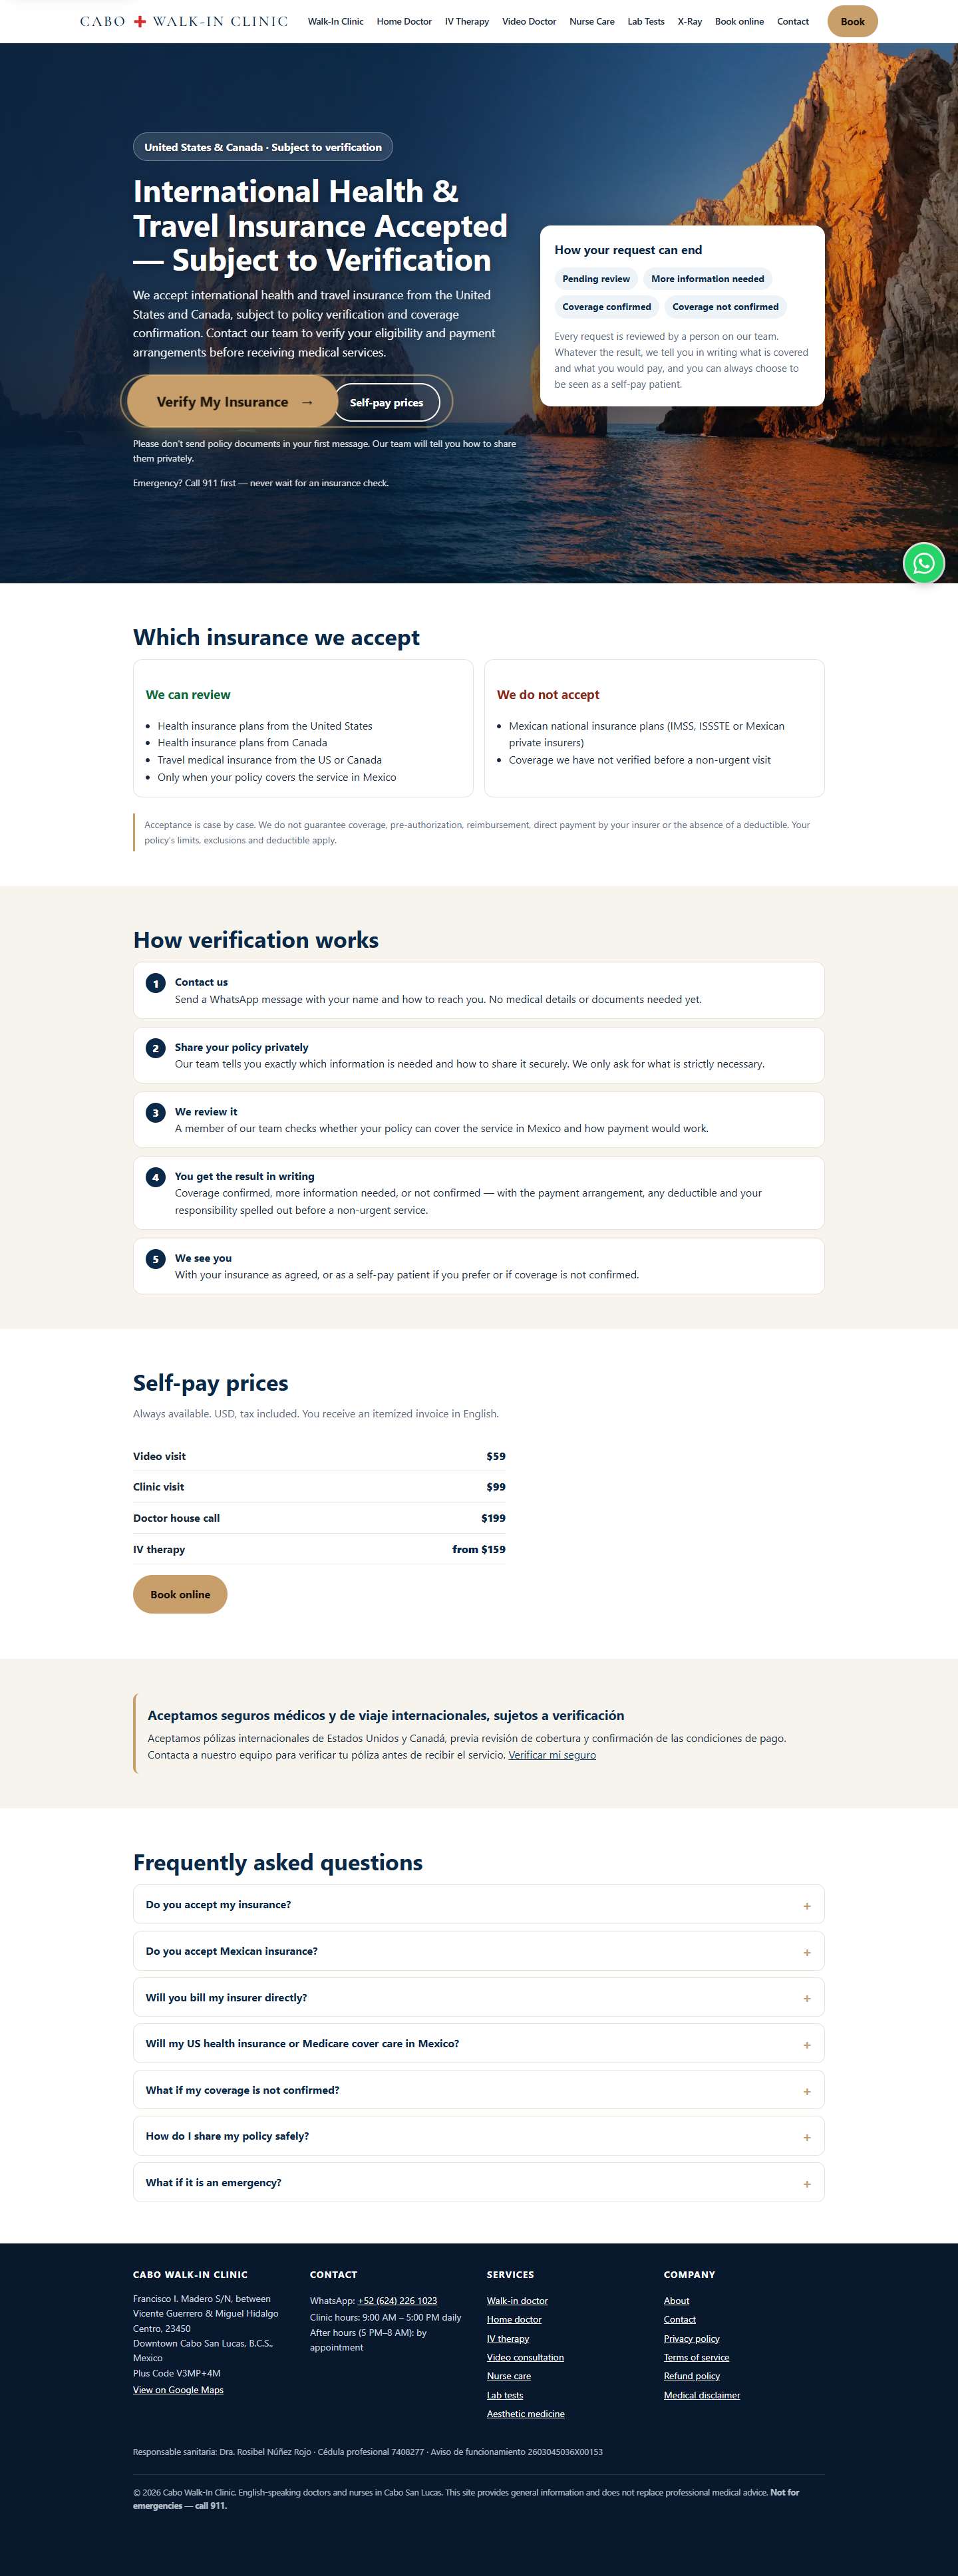 CABO ✚ WALK-IN CLINIC
Walk-In Clinic
Home Doctor
IV Therapy
Video Doctor
Nurse Care
Lab Tests
X-Ray
Book online
Contact
Book
United States & Canada · Subject to verification
International Health &
Travel Insurance Accepted
— Subject to Verification
We accept international health and travel insurance from the United
States and Canada, subject to policy verification and coverage
confirmation. Contact our team to verify your eligibility and payment
arrangements before receiving medical services.
Verify My Insurance →
Self-pay prices
Please don't send policy documents in your first message. Our team will tell you how to share
them privately.
Emergency? Call 911 first — never wait for an insurance check.
How your request can end
Pending review
More information needed
Coverage confirmed
Coverage not confirmed
Every request is reviewed by a person on our team.
Whatever the result, we tell you in writing what is covered
and what you would pay, and you can always choose to
be seen as a self-pay patient.
Which insurance we accept
We can review
• Health insurance plans from the United States
• Health insurance plans from Canada
• Travel medical insurance from the US or Canada
• Only when your policy covers the service in Mexico
We do not accept
• Mexican national insurance plans (IMSS, ISSSTE or Mexican
private insurers)
• Coverage we have not verified before a non-urgent visit
Acceptance is case by case. We do not guarantee coverage, pre-authorization, reimbursement, direct payment by your insurer or the absence of a deductible. Your
policy's limits, exclusions and deductible apply.
How verification works
1
Contact us
Send a WhatsApp message with your name and how to reach you. No medical details or documents needed yet.
2
Share your policy privately
Our team tells you exactly which information is needed and how to share it securely. We only ask for what is strictly necessary.
3
We review it
A member of our team checks whether your policy can cover the service in Mexico and how payment would work.
4
You get the result in writing
Coverage confirmed, more information needed, or not confirmed — with the payment arrangement, any deductible and your
responsibility spelled out before a non-urgent service.
5
We see you
With your insurance as agreed, or as a self-pay patient if you prefer or if coverage is not confirmed.
Self-pay prices
Always available. USD, tax included. You receive an itemized invoice in English.
Video visit $59
Clinic visit $99
Doctor house call $199
IV therapy from $159
Book online
Aceptamos seguros médicos y de viaje internacionales, sujetos a verificación
Aceptamos pólizas internacionales de Estados Unidos y Canadá, previa revisión de cobertura y confirmación de las condiciones de pago.
Contacta a nuestro equipo para verificar tu póliza antes de recibir el servicio. Verificar mi seguro
Frequently asked questions
Do you accept my insurance? +
Do you accept Mexican insurance? +
Will you bill my insurer directly? +
Will my US health insurance or Medicare cover care in Mexico? +
What if my coverage is not confirmed? +
How do I share my policy safely? +
What if it is an emergency? +
CABO WALK-IN CLINIC
Francisco I. Madero S/N, between
Vicente Guerrero & Miguel Hidalgo
Centro, 23450
Downtown Cabo San Lucas, B.C.S.,
Mexico
Plus Code V3MP+4M
View on Google Maps
CONTACT
WhatsApp: +52 (624) 226 1023
Clinic hours: 9:00 AM – 5:00 PM daily
After hours (5 PM–8 AM): by
appointment
SERVICES
Walk-in doctor
Home doctor
IV therapy
Video consultation
Nurse care
Lab tests
Aesthetic medicine
COMPANY
About
Contact
Privacy policy
Terms of service
Refund policy
Medical disclaimer
Responsable sanitaria: Dra. Rosibel Núñez Rojo · Cédula profesional 7408277 · Aviso de funcionamiento 2603045036X00153
© 2026 Cabo Walk-In Clinic. English-speaking doctors and nurses in Cabo San Lucas. This site provides general information and does not replace professional medical advice. Not for
emergencies — call 911.